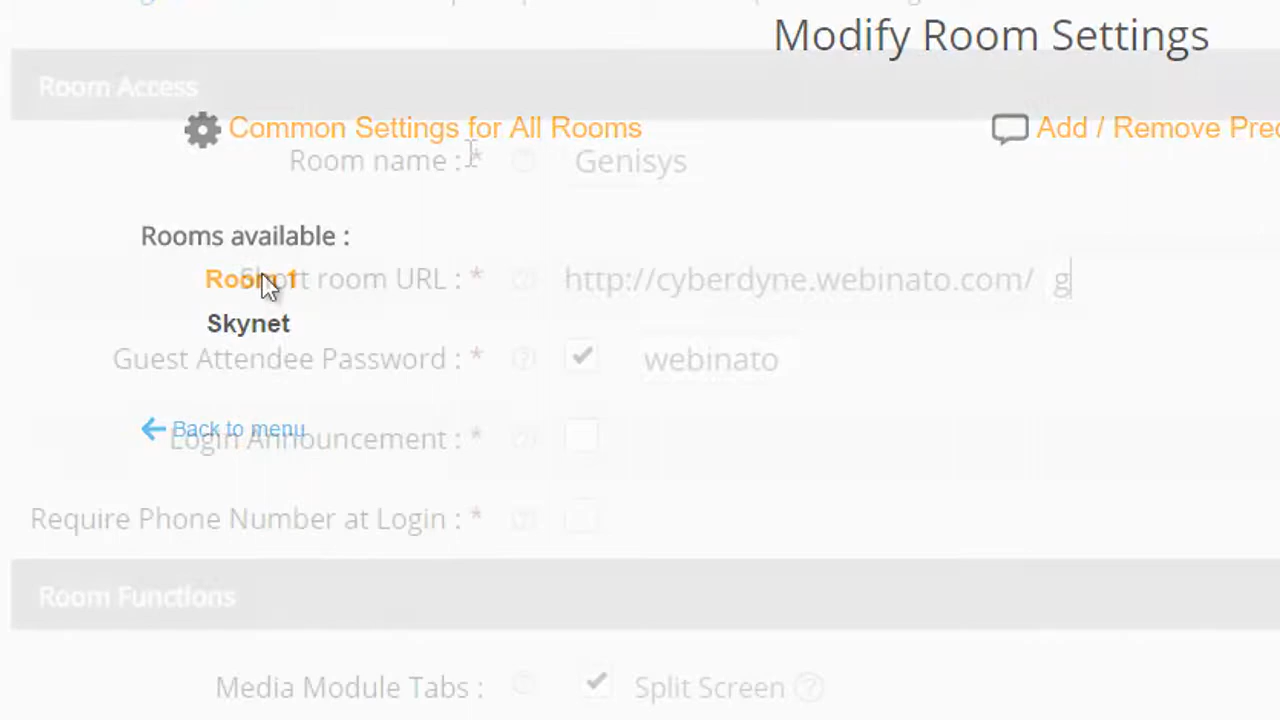 Modify Room Settings
Room Access
Common Settings for All Rooms
Add / Remove
Room name : *
Genisys
Rooms available :
Room 1
Short room URL : *
http://cyberdyne.webinato.com/ g
Skynet
Guest Attendee Password : *
webinato
Back to menu
Login Announcement : *
Require Phone Number at Login : *
Room Functions
Media Module Tabs :
Split Screen